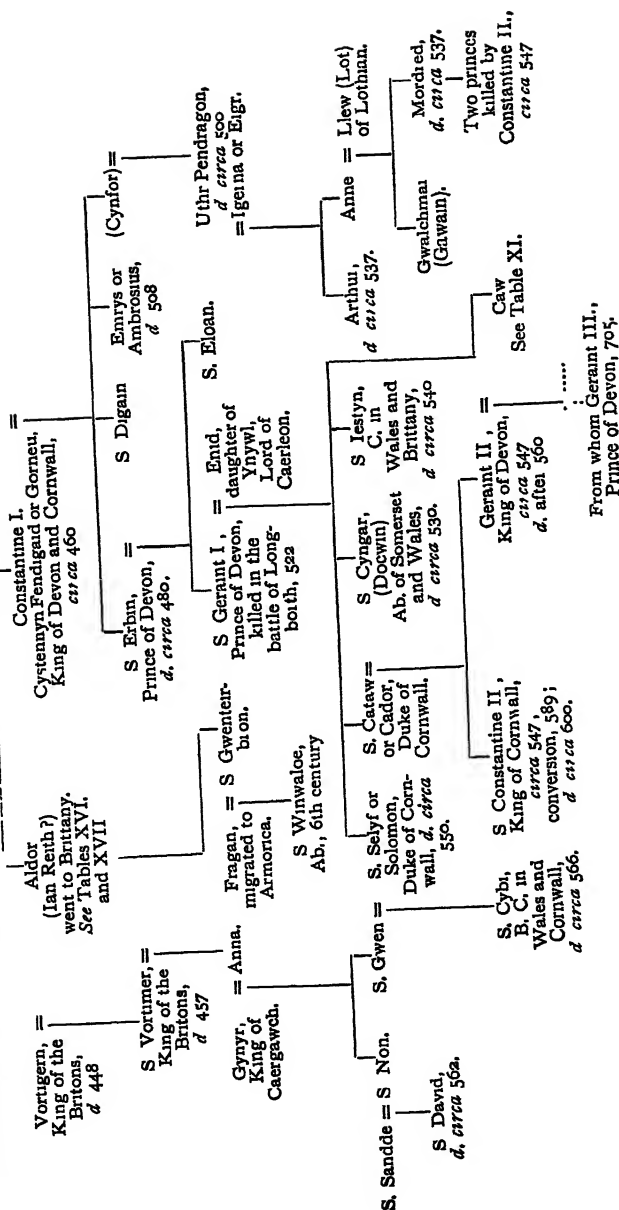 Constantine I.
Cystennyn Fendigaid or Gorneu,
King of Devon and Cornwall,
circa 460
=
Aldor
(Ian Reith?)
went to Brittany.
See Tables XVI.
and XVII
Vortigern,
King of the
Britons,
d 448
=
S Erbin,
Prince of Devon,
d. circa 480.
=
S Digain
Emrys or
Ambrosius,
d 508
(Cynfor)=
S Vortimer,
King of the
Britons,
d 457
=
Fragan,
migrated to
Armorica.
= S Gwenteir-
bion.
S Geraint I,
Prince of Devon,
killed in the
battle of Long-
boith, 522
= Enid,
daughter of
Ynywl,
Lord of
Caerleon.
S. Eloan.
Uthr Pendragon,
d circa 500
=Igerna or Eigr.
Gynyr,
King of
Caergawch.
= Anna.
S Winwaloe,
Ab., 6th century
Arthur,
d circa 537.
Anne = Llew (Lot)
of Lothian.
S. Selyf or
Solomon,
Duke of Corn-
wall, d. circa
550.
S. Cataw=
or Cador,
Duke of
Cornwall.
S Cyngar,
(Docwin)
Ab. of Somerset
and Wales,
d circa 530.
S Iestyn,
C. in
Wales and
Brittany,
d circa 540
Caw
See Table XI.
Gwalchmai
(Gawain).
Mordred,
d. circa 537.
S. Sandde = S Non.
S. Gwen =
S David,
d. circa 562.
S. Cybi,
B. C. in
Wales and
Cornwall,
d circa 566.
S Constantine II,
King of Cornwall,
circa 547,
conversion, 589;
d circa 600.
Geraint II,
King of Devon,
circa 547
d. after 560
=
Two princes
killed by
Constantine II.,
circa 547
From whom Geraint III.,
Prince of Devon, 705.